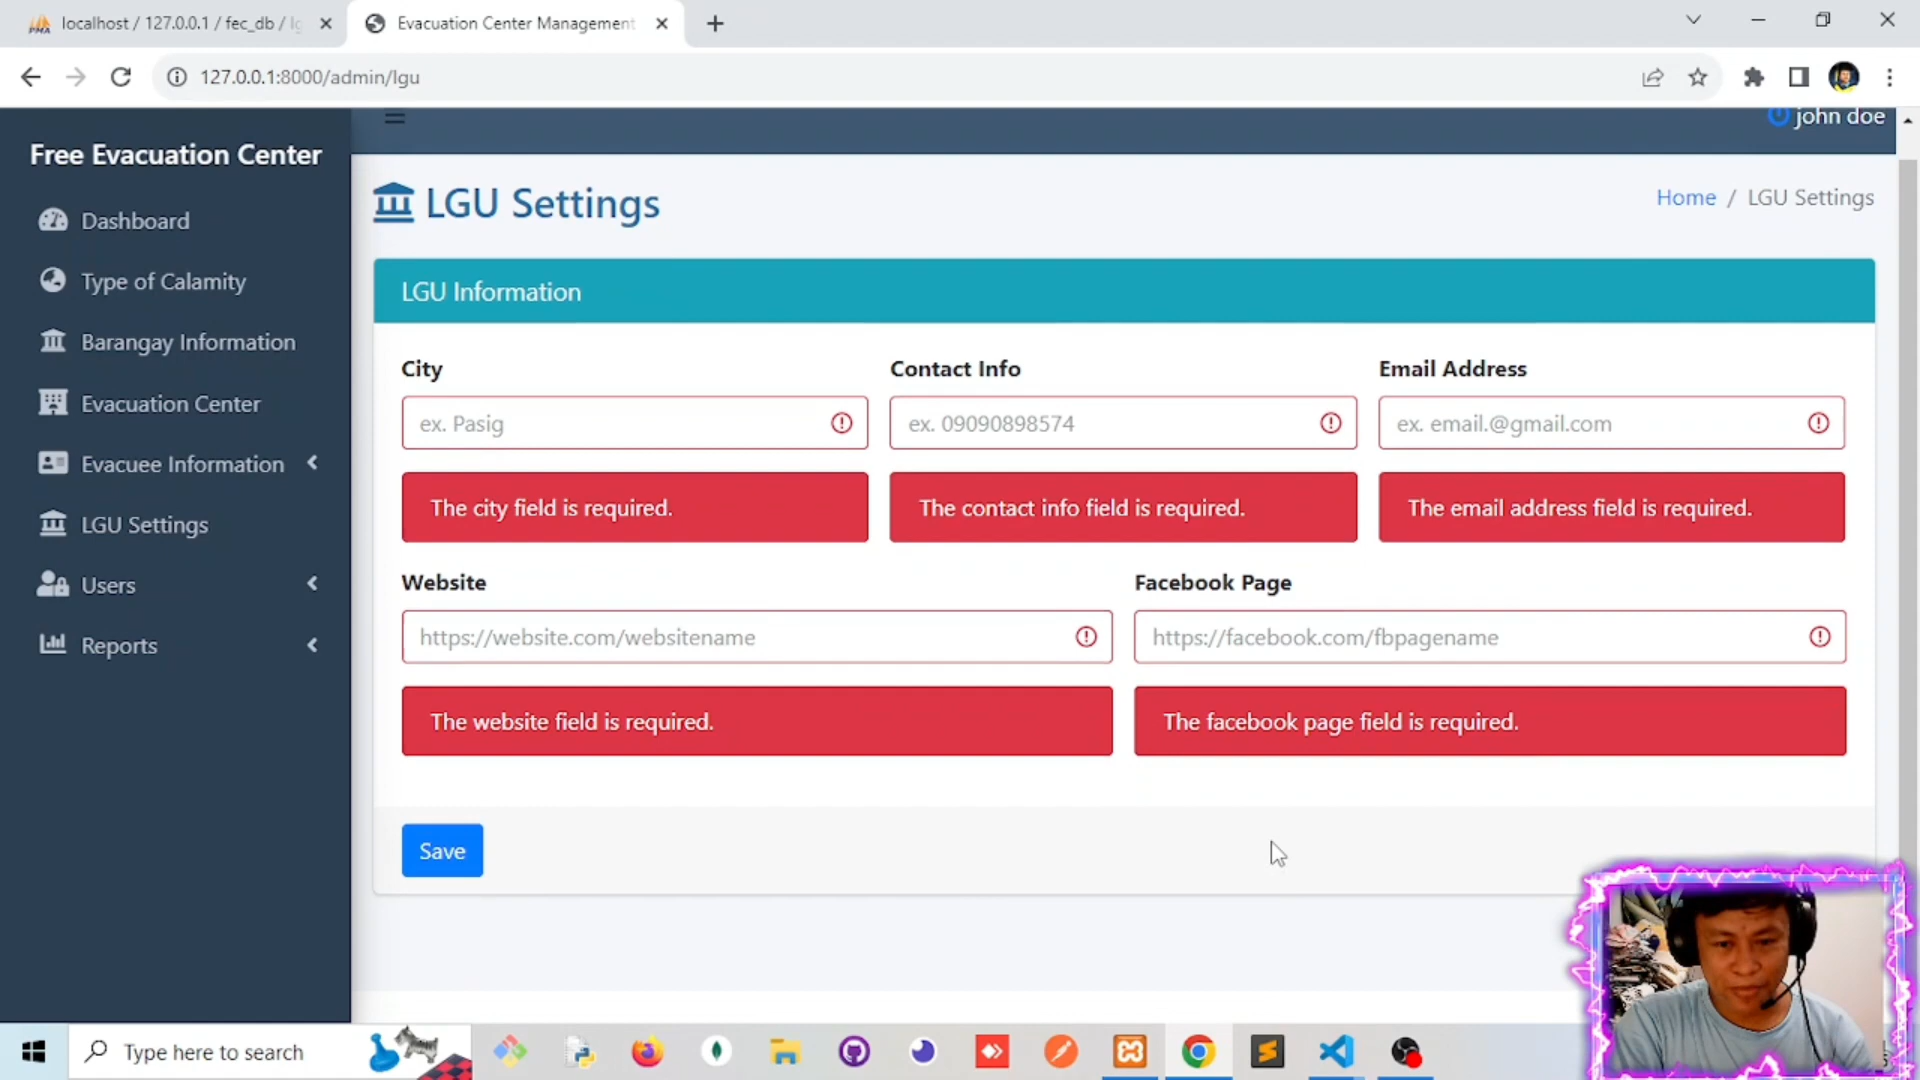 localhost / 127.0.0.1 / fec_db /
Evacuation Center Management
127.0.0.1:8000/admin/lgu
Free Evacuation Center
john doe
Dashboard
Type of Calamity
Barangay Information
Evacuation Center
Evacuee Information
LGU Settings
Users
Reports
LGU Settings
Home / LGU Settings
LGU Information
City
Contact Info
Email Address
ex. Pasig
ex. 09090898574
ex. email.@gmail.com
The city field is required.
The contact info field is required.
The email address field is required.
Website
Facebook Page
https://website.com/websitename
https://facebook.com/fbpagename
The website field is required.
The facebook page field is required.
Save
Type here to search